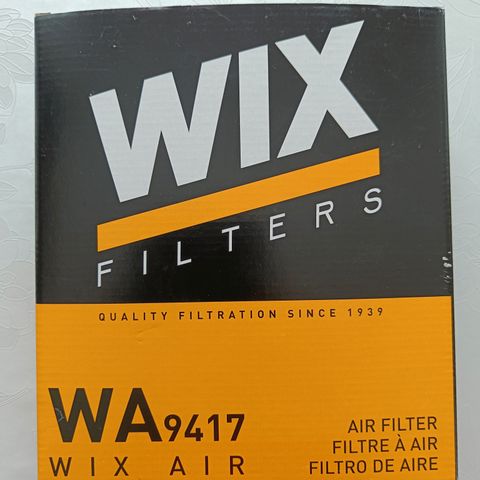 WIX
FILTERS
QUALITY FILTRATION SINCE 1939
WA9417
WIX AIR
AIR FILTER
FILTRE À AIR
FILTRO DE AIRE